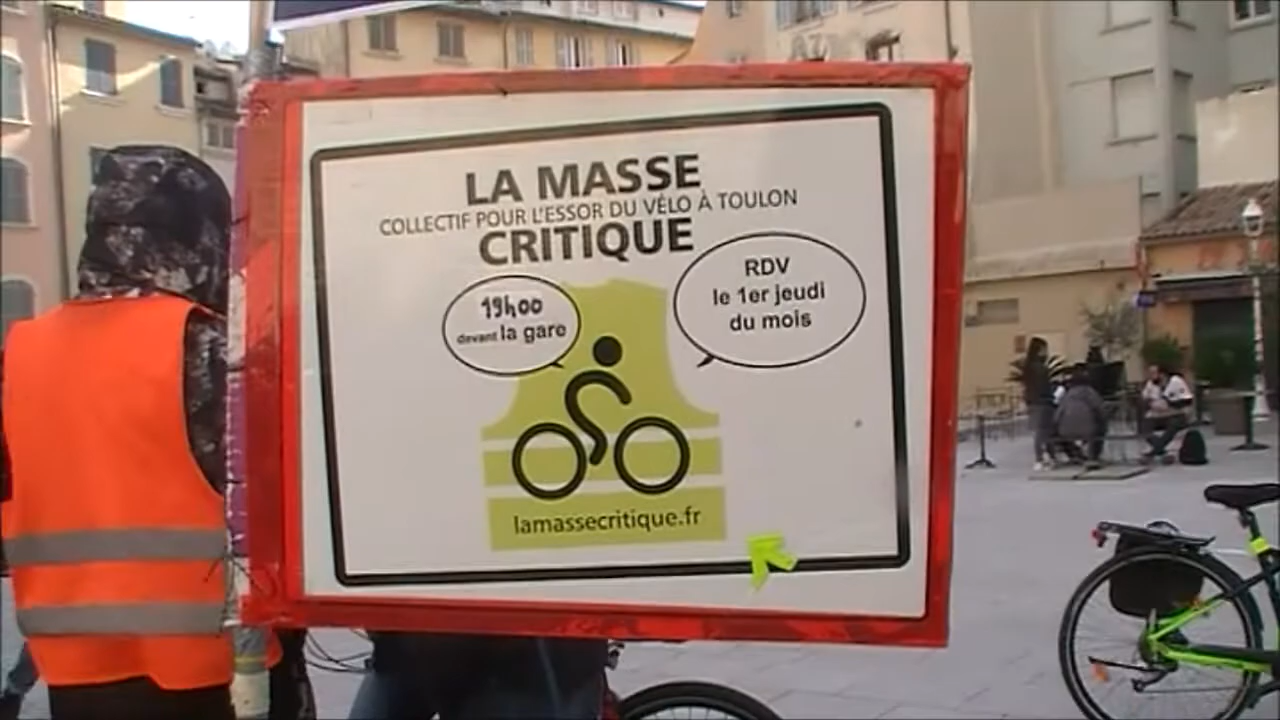 LA MASSE
COLLECTIF POUR L'ESSOR DU VÉLO À TOULON
CRITIQUE
19h00
devant la gare
RDV
le 1er jeudi
du mois
lamassecritique.fr